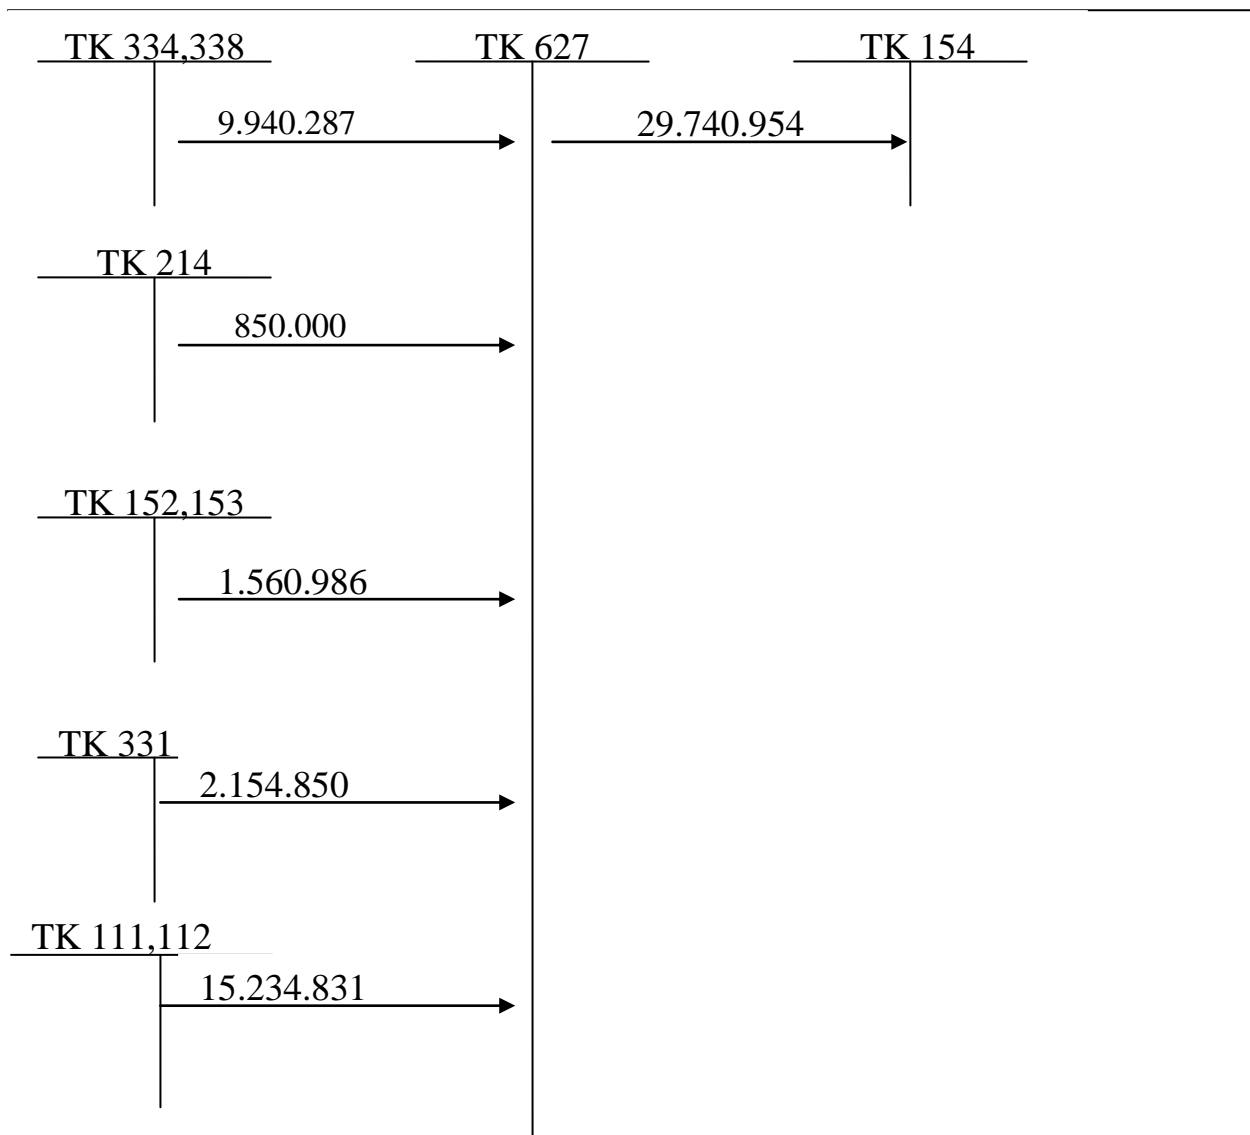 TK 334,338
TK 627
TK 154
9.940.287
29.740.954
TK 214
850.000
TK 152,153
1.560.986
TK 331
2.154.850
TK 111,112
15.234.831